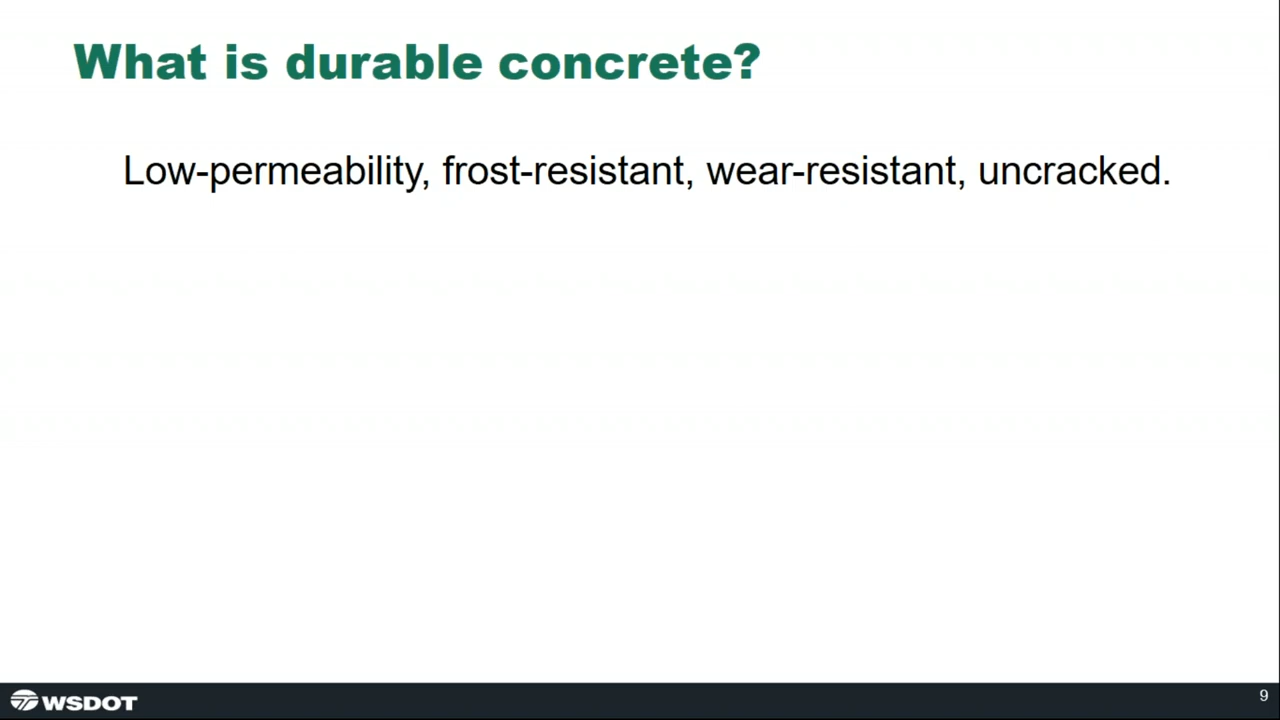 What is durable concrete?
Low-permeability, frost-resistant, wear-resistant, uncracked.
WSDOT
9